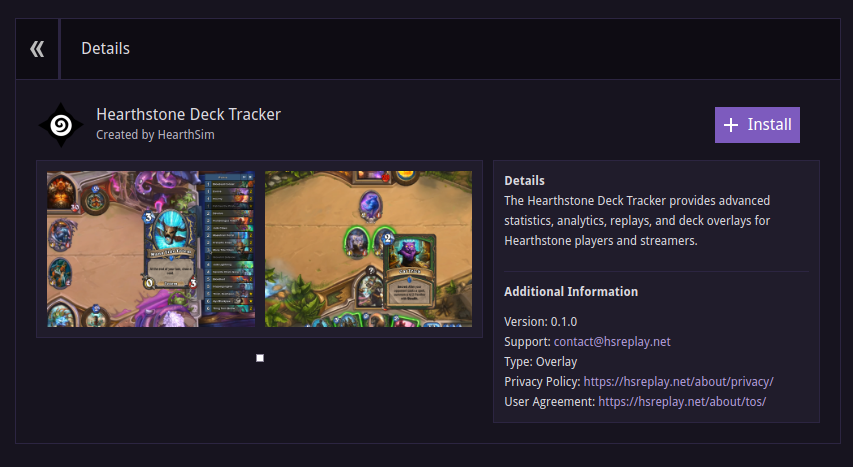 Details
Hearthstone Deck Tracker
Created by HearthSim
Install
Details
The Hearthstone Deck Tracker provides advanced
statistics, analytics, replays, and deck overlays for
Hearthstone players and streamers.
Additional Information
Version: 0.1.0
Support: contact@hsreplay.net
Type: Overlay
Privacy Policy: https://hsreplay.net/about/privacy/
User Agreement: https://hsreplay.net/about/tos/